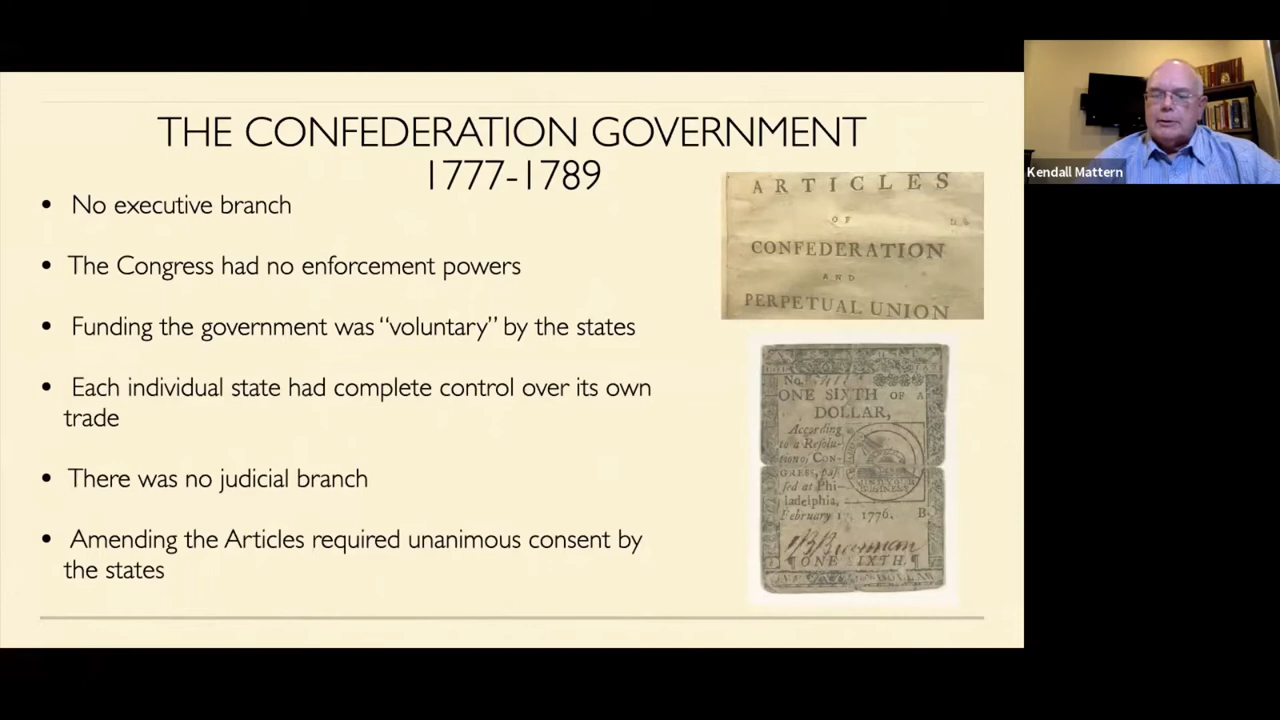 THE CONFEDERATION GOVERNMENT
1777-1789
• No executive branch
• The Congress had no enforcement powers
• Funding the government was “voluntary” by the states
• Each individual state had complete control over its own
trade
• There was no judicial branch
• Amending the Articles required unanimous consent by
the states
ARTICLES
OF
CONFEDERATION
AND
PERPETUAL UNION
No.
ONE SIXTH OF A
DOLLAR,
According
to a Resolu-
tion of CON-
GRESS, pas-
sed at Phi-
ladelphia,
February 17, 1776.
B
ONE SIXTH.
Kendall Mattern